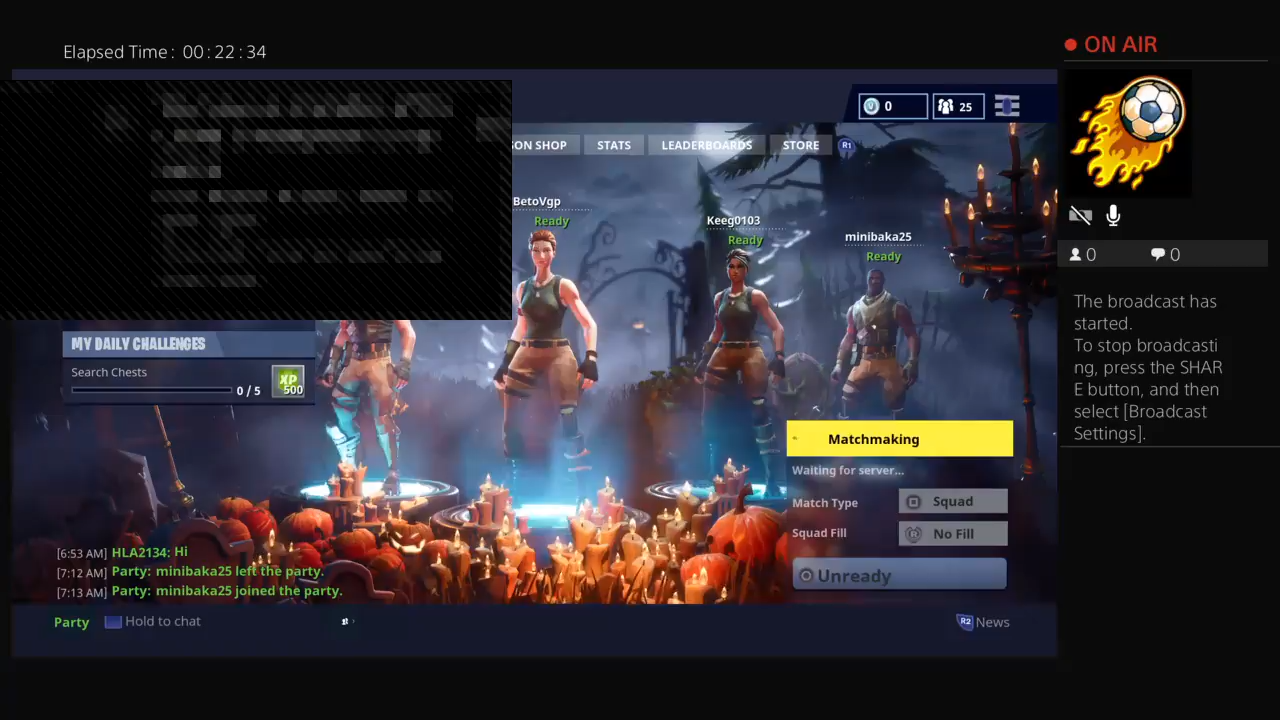 Elapsed Time: 00:22:34
ON AIR
0
25
SON SHOP
STATS
LEADERBOARDS
STORE
R1
BetoVgp
Ready
Keeg0103
Ready
minibaka25
Ready
0
0
The broadcast has
started.
To stop broadcasti
ng, press the SHAR
E button, and then
select [Broadcast
Settings].
MY DAILY CHALLENGES
Search Chests
0 / 5
XP
500
Matchmaking
Waiting for server...
Match Type
Squad
Squad Fill
No Fill
Unready
[6:53 AM] HLA2134: Hi
[7:12 AM] Party: minibaka25 left the party.
[7:13 AM] Party: minibaka25 joined the party.
Party
Hold to chat
R2
News